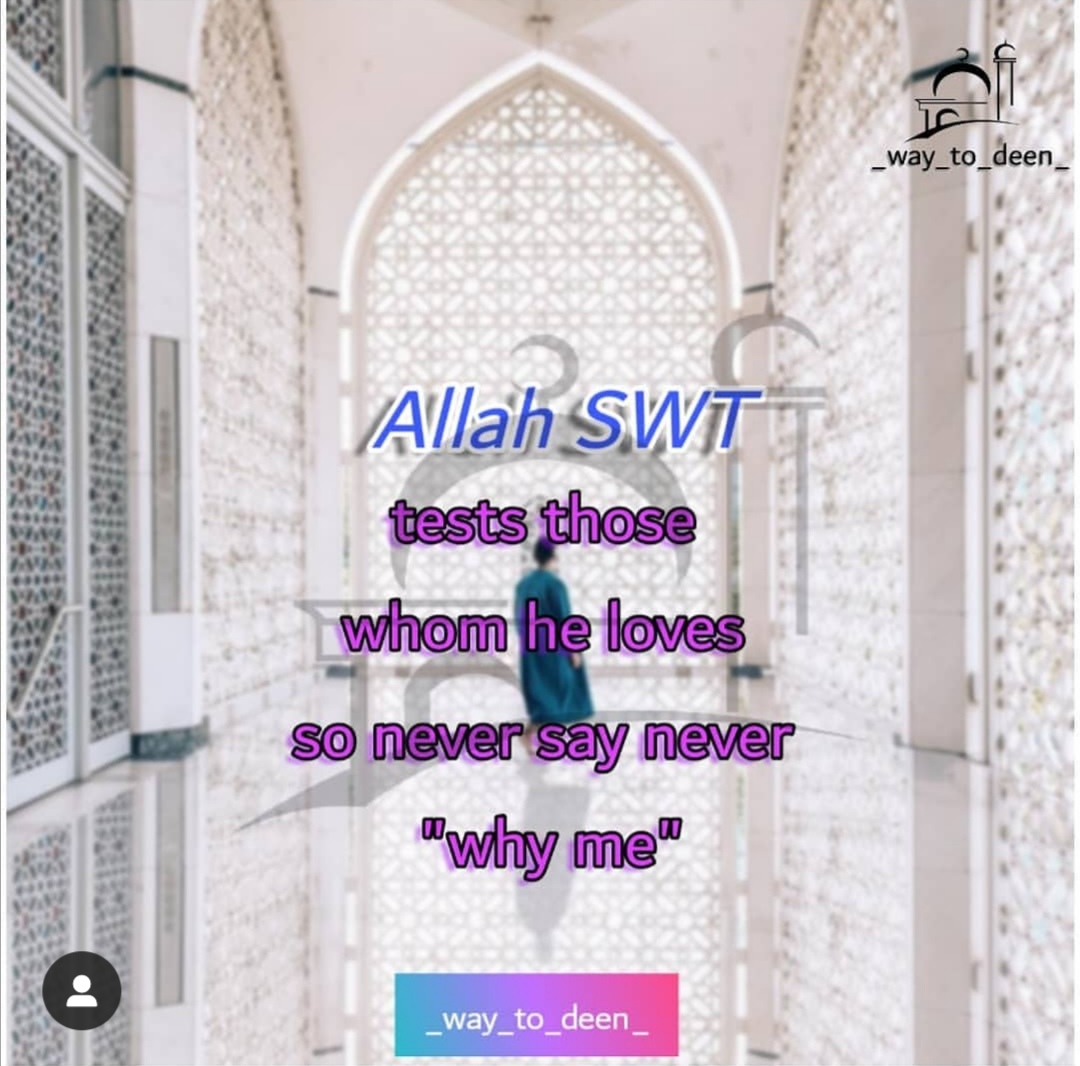 _way_to_deen_
Allah SWT
tests those
whom he loves
so never say never
"why me"
_way_to_deen_